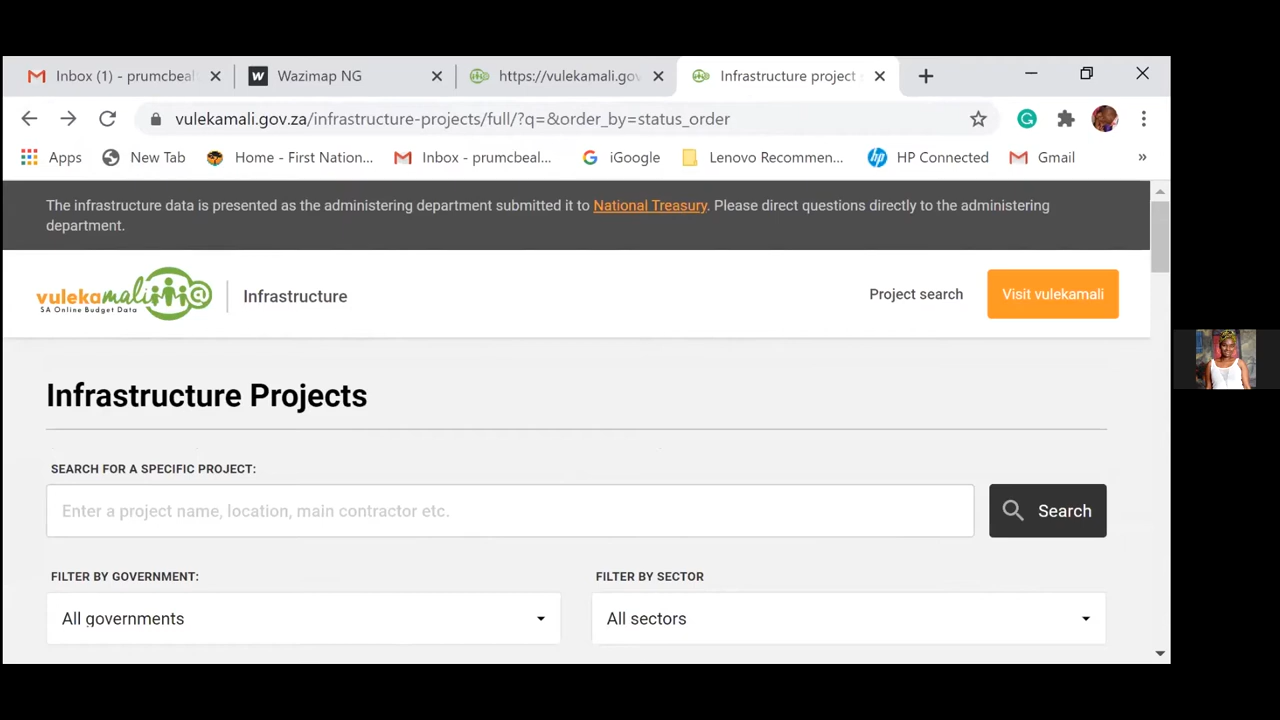 Inbox (1) - prumcbeal
Wazimap NG
https://vulekamali.gov
Infrastructure project s
vulekamali.gov.za/infrastructure-projects/full/?q=&order_by=status_order
Apps
New Tab
Home - First Nation...
Inbox - prumcbeal...
iGoogle
Lenovo Recommen...
HP Connected
Gmail
»
The infrastructure data is presented as the administering department submitted it to National Treasury. Please direct questions directly to the administering
department.
vulekamali
SA Online Budget Data
Infrastructure
Project search
Visit vulekamali
Infrastructure Projects
SEARCH FOR A SPECIFIC PROJECT:
Enter a project name, location, main contractor etc.
Search
FILTER BY GOVERNMENT:
FILTER BY SECTOR
All governments
All sectors